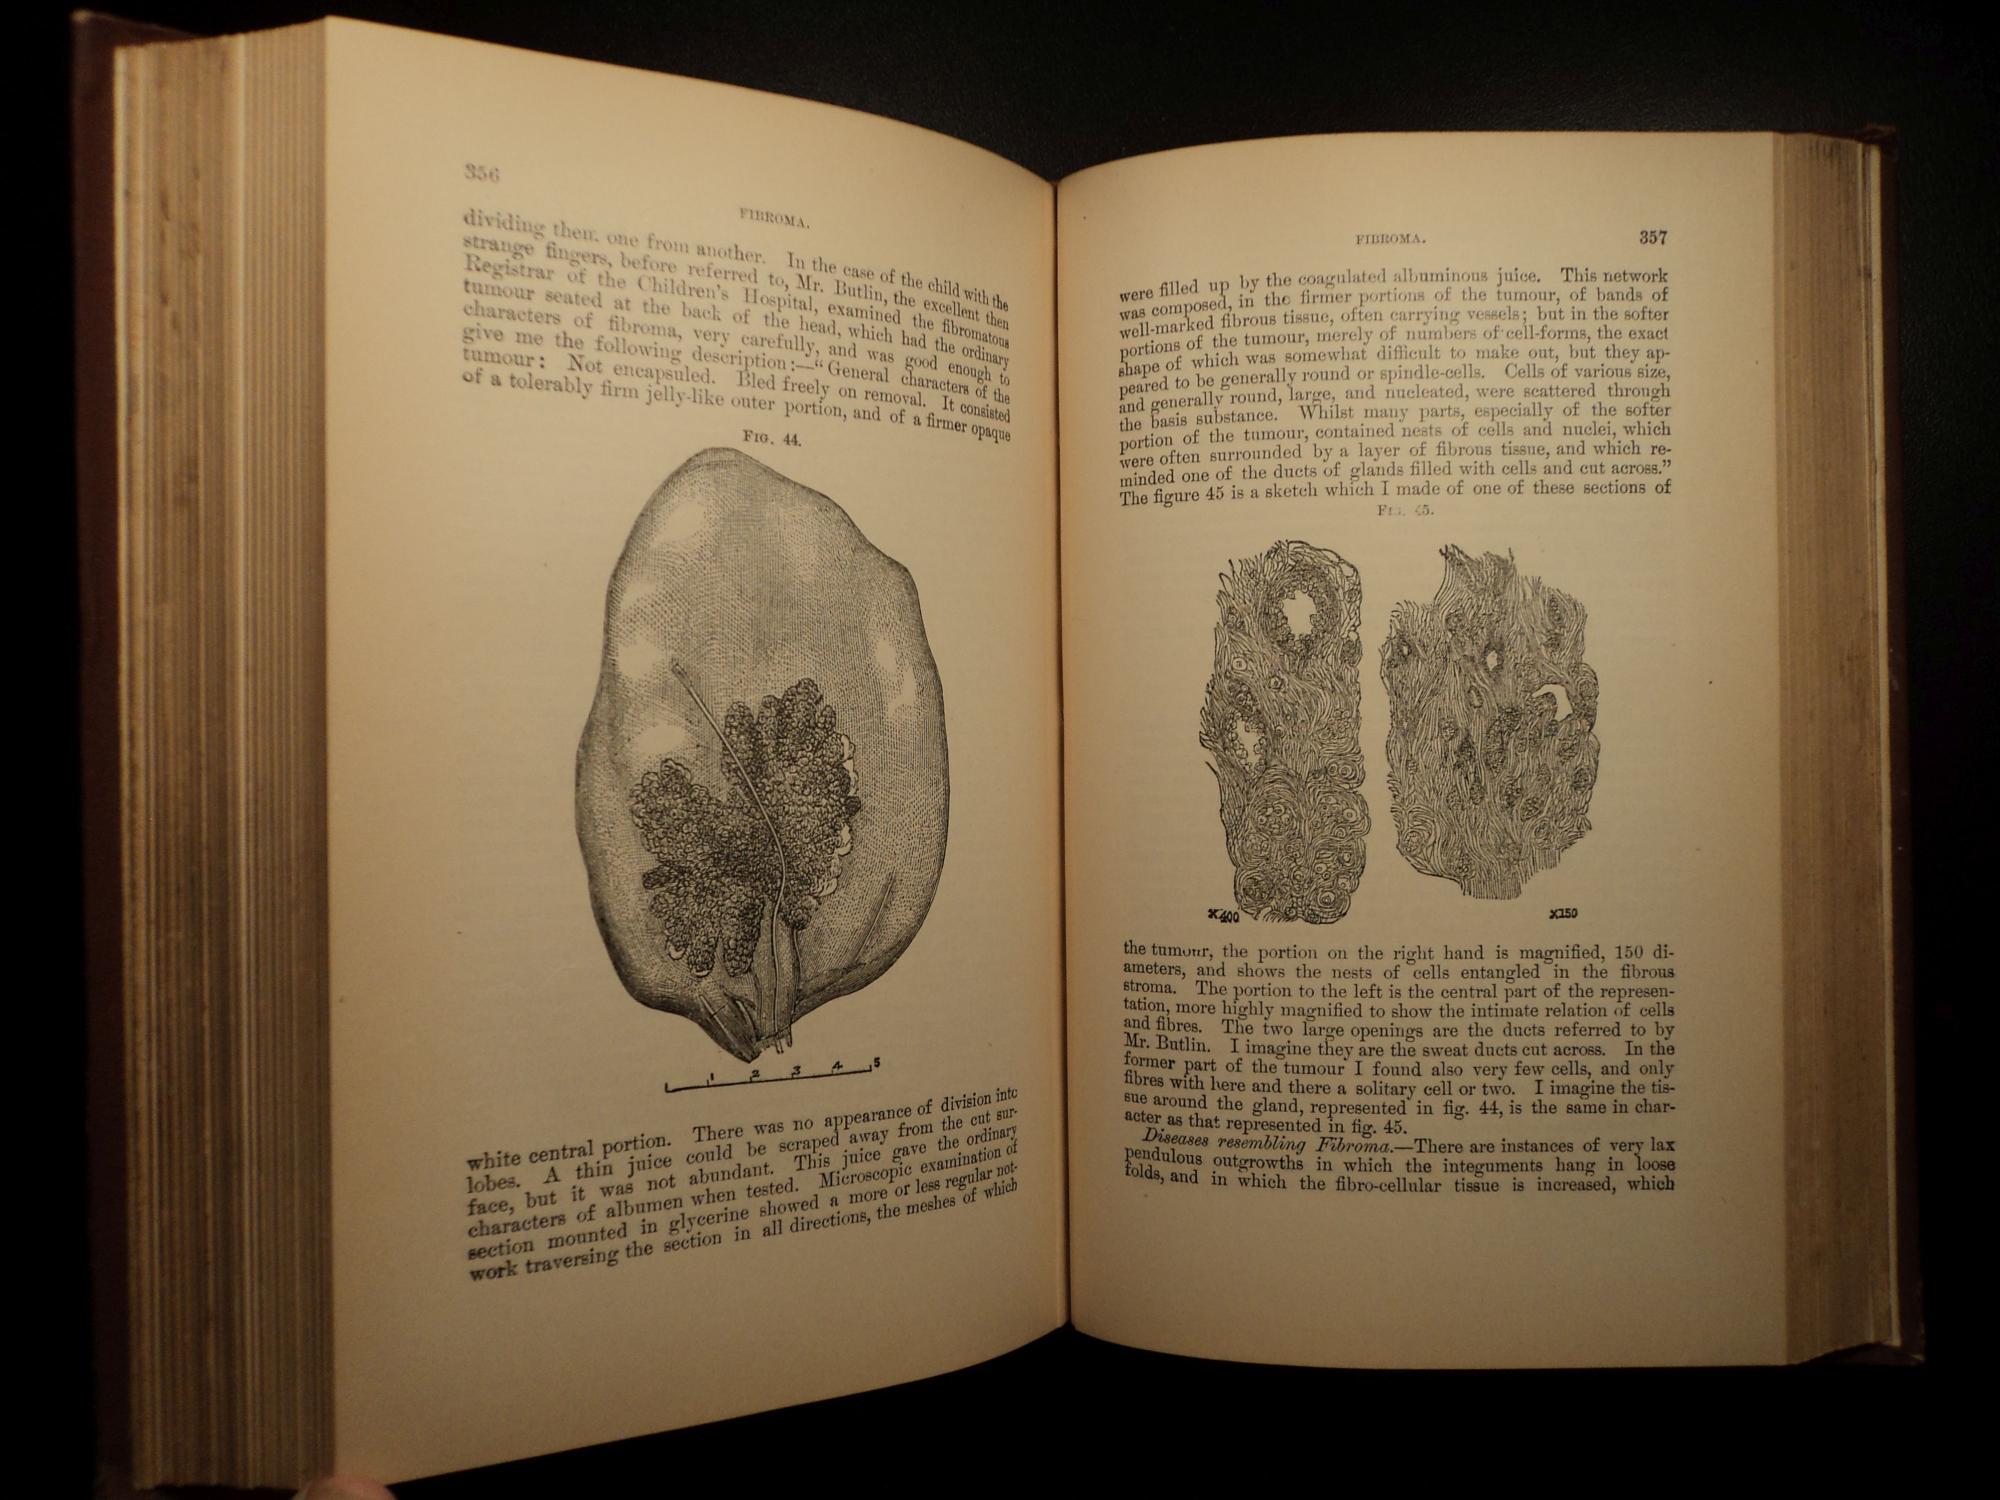 356
FIBROMA.
dividing them one from another. In the case of the child with the
strange fingers, before referred to, Mr. Butlin, the excellent then
Registrar of the Children's Hospital, examined the fibromatous
tumour seated at the back of the head, which had the ordinary
characters of fibroma, very carefully, and was good enough to
give me the following description:—“General characters of the
tumour: Not encapsuled. Bled freely on removal. It consisted
of a tolerably firm jelly-like outer portion, and of a firmer opaque
FIG. 44.
1 2 3 4 5
white central portion. There was no appearance of division into
lobes. A thin juice could be scraped away from the cut sur-
face, but it was not abundant. This juice gave the ordinary
characters of albumen when tested. Microscopic examination of
section mounted in glycerine showed a more or less regular net-
work traversing the section in all directions, the meshes of which
FIBROMA.
357
were filled up by the coagulated albuminous juice. This network
was composed, in the firmer portions of the tumour, of bands of
well-marked fibrous tissue, often carrying vessels; but in the softer
portions of the tumour, merely of numbers of cell-forms, the exact
shape of which was somewhat difficult to make out, but they ap-
peared to be generally round or spindle-cells. Cells of various size,
and generally round, large, and nucleated, were scattered through
the basis substance. Whilst many parts, especially of the softer
portion of the tumour, contained nests of cells and nuclei, which
were often surrounded by a layer of fibrous tissue, and which re-
minded one of the ducts of glands filled with cells and cut across.”
The figure 45 is a sketch which I made of one of these sections of
FIG. 45.
X400
X150
the tumour, the portion on the right hand is magnified, 150 di-
ameters, and shows the nests of cells entangled in the fibrous
stroma. The portion to the left is the central part of the represen-
tation, more highly magnified to show the intimate relation of cells
and fibres. The two large openings are the ducts referred to by
Mr. Butlin. I imagine they are the sweat ducts cut across. In the
former part of the tumour I found also very few cells, and only
fibres with here and there a solitary cell or two. I imagine the tis-
sue around the gland, represented in fig. 44, is the same in char-
acter as that represented in fig. 45.
Diseases resembling Fibroma.—There are instances of very lax
pendulous outgrowths in which the integuments hang in loose
folds, and in which the fibro-cellular tissue is increased, which